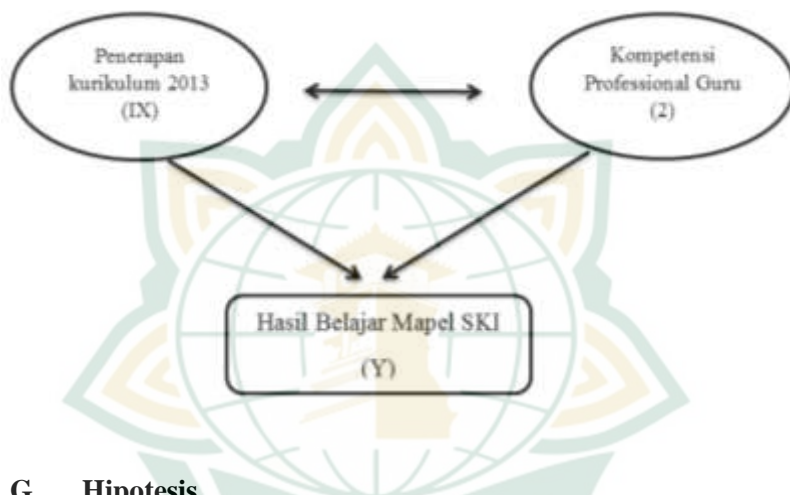 Penerapan
kurikulum 2013
(IX)
Kompetensi
Professional Guru
(2)
Hasil Belajar Mapel SKI
(Y)
G. Hipotesis